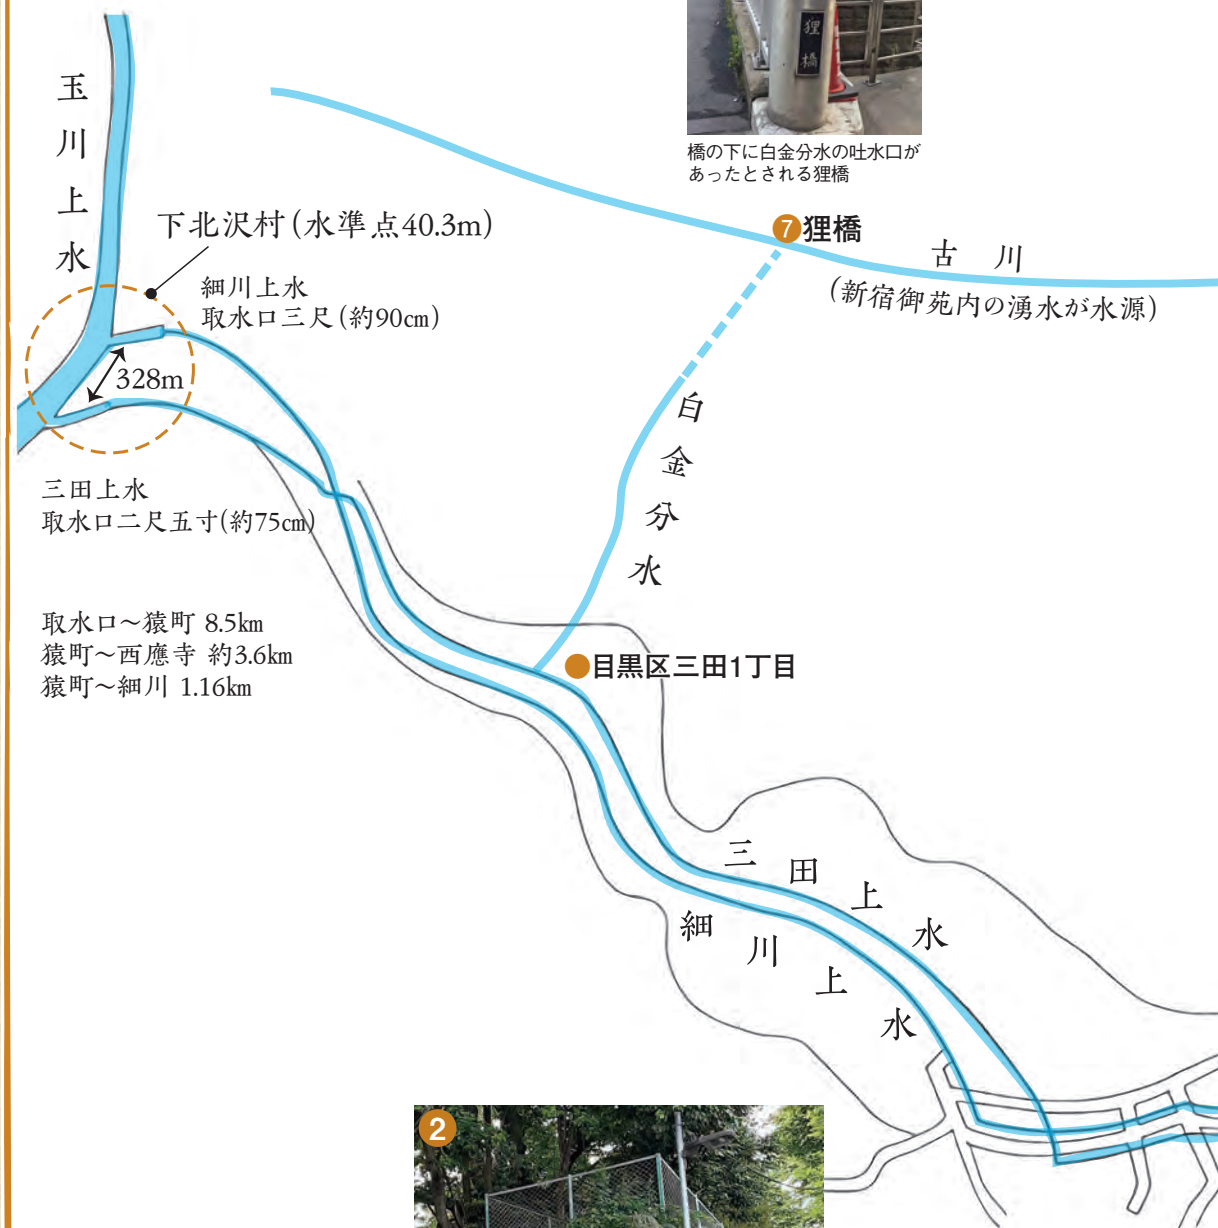 玉川上水
狸橋
橋の下に白金分水の吐水口が
あったとされる狸橋
下北沢村(水準点40.3m)
7 狸橋
古川
(新宿御苑内の湧水が水源)
細川上水
取水口三尺(約90cm)
328m
白金分水
三田上水
取水口二尺五寸(約75cm)
取水口〜猿町 8.5km
猿町〜西應寺 約3.6km
猿町〜細川 1.16km
目黒区三田1丁目
三田上水
細川上水
2